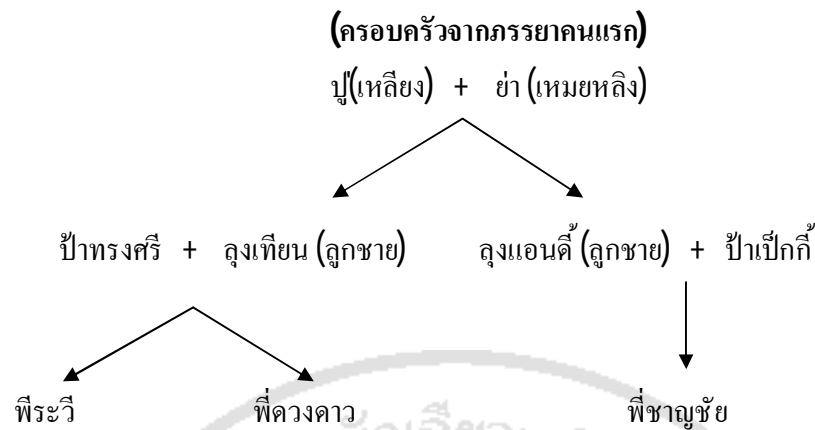 (ครอบครัวจากภรรยาคนแรก)
ปู่(เหลียง) + ย่า (เหมยหลิง)
ป้าทรงศรี + ลุงเทียน (ลูกชาย) ลุงแอนดี้ (ลูกชาย) + ป้าเป็กกี้
พีระวี พี่ดวงดาว พี่ชาญชัย